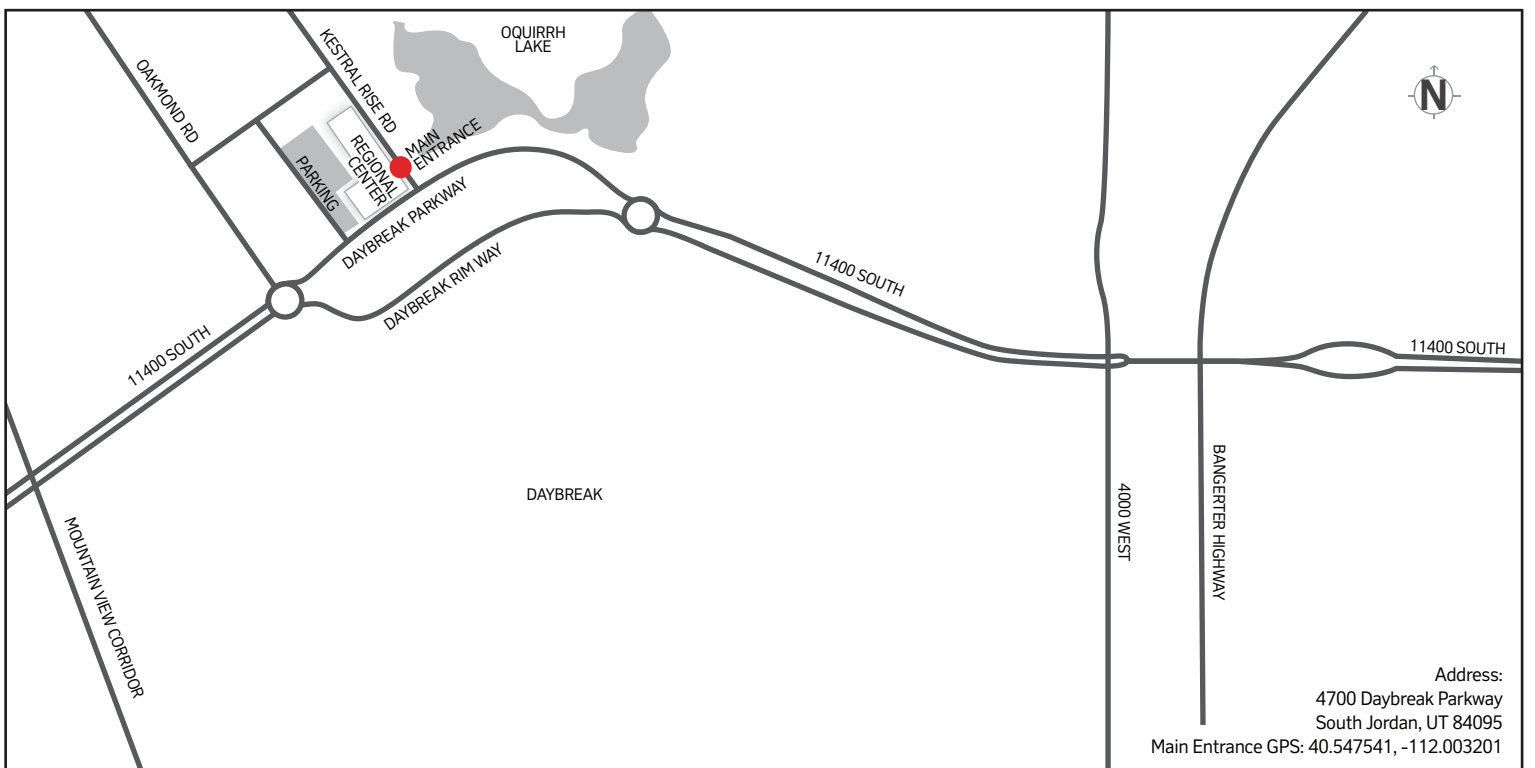 OQUIRRH
LAKE
KESTRAL RISE RD
OAKMOND RD
N
MAIN
ENTRANCE
REGIONAL
CENTER
PARKING
DAYBREAK PARKWAY
DAYBREAK RIM WAY
11400 SOUTH
11400 SOUTH
11400 SOUTH
DAYBREAK
4000 WEST
BANGERTER HIGHWAY
MOUNTAIN VIEW CORRIDOR
Address:
4700 Daybreak Parkway
South Jordan, UT 84095
Main Entrance GPS: 40.547541, -112.003201